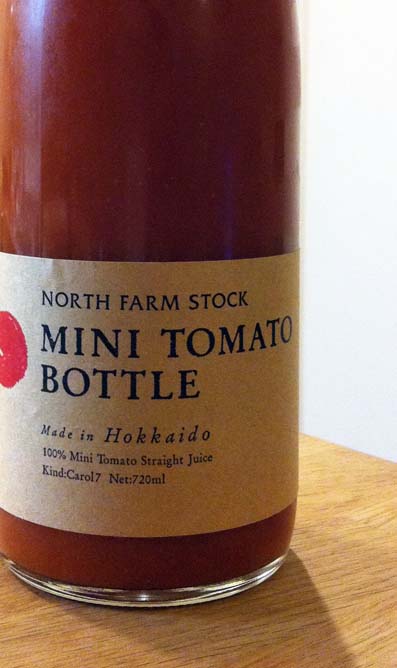 NORTH FARM STOCK
MINI TOMATO
BOTTLE
Made in Hokkaido
100% Mini Tomato Straight Juice
Kind:Carol7 Net:720ml